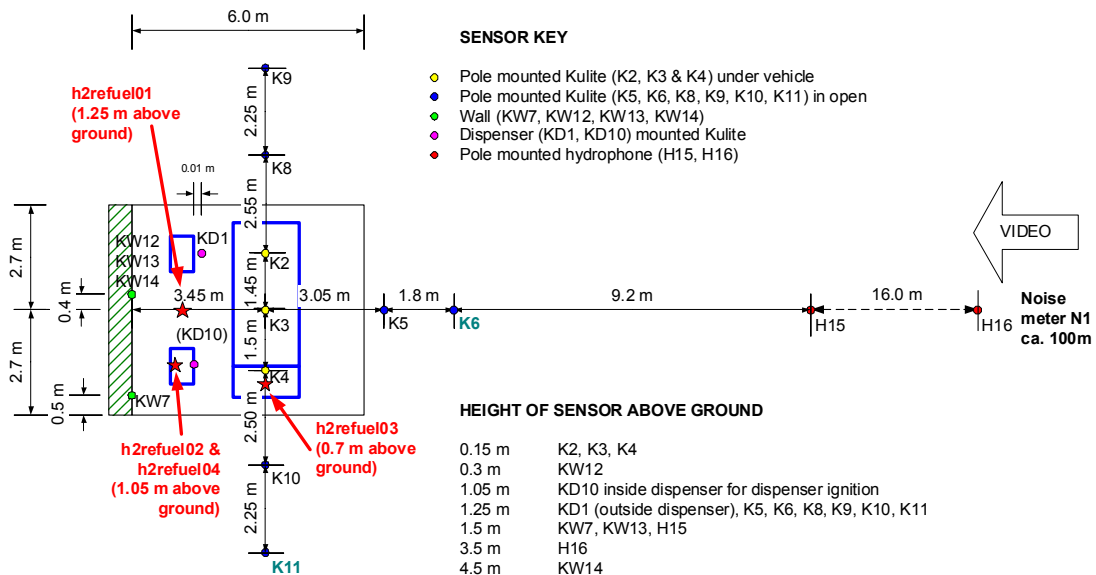 6.0 m
SENSOR KEY
Pole mounted Kulite (K2, K3 & K4) under vehicle
Pole mounted Kulite (K5, K6, K8, K9, K10, K11) in open
Wall (KW7, KW12, KW13, KW14)
Dispenser (KD1, KD10) mounted Kulite
Pole mounted hydrophone (H15, H16)
h2refuel01
(1.25 m above
ground)
K9
2.25 m
K8
0.01 m
2.55 m
2.7 m
KW12
KW13
KW14
KD1
K2
VIDEO
0.4 m
3.45 m
1.45 m
3.05 m
1.8 m
9.2 m
16.0 m
K3
K5
K6
H15
H16
Noise
meter N1
ca. 100m
(KD10)
1.5 m
2.7 m
K4
0.5 m
KW7
2.50 m
h2refuel02 &
h2refuel04
(1.05 m above
ground)
h2refuel03
(0.7 m above
ground)
K10
2.25 m
K11
HEIGHT OF SENSOR ABOVE GROUND
0.15 m K2, K3, K4
0.3 m KW12
1.05 m KD10 inside dispenser for dispenser ignition
1.25 m KD1 (outside dispenser), K5, K6, K8, K9, K10, K11
1.5 m KW7, KW13, H15
3.5 m H16
4.5 m KW14